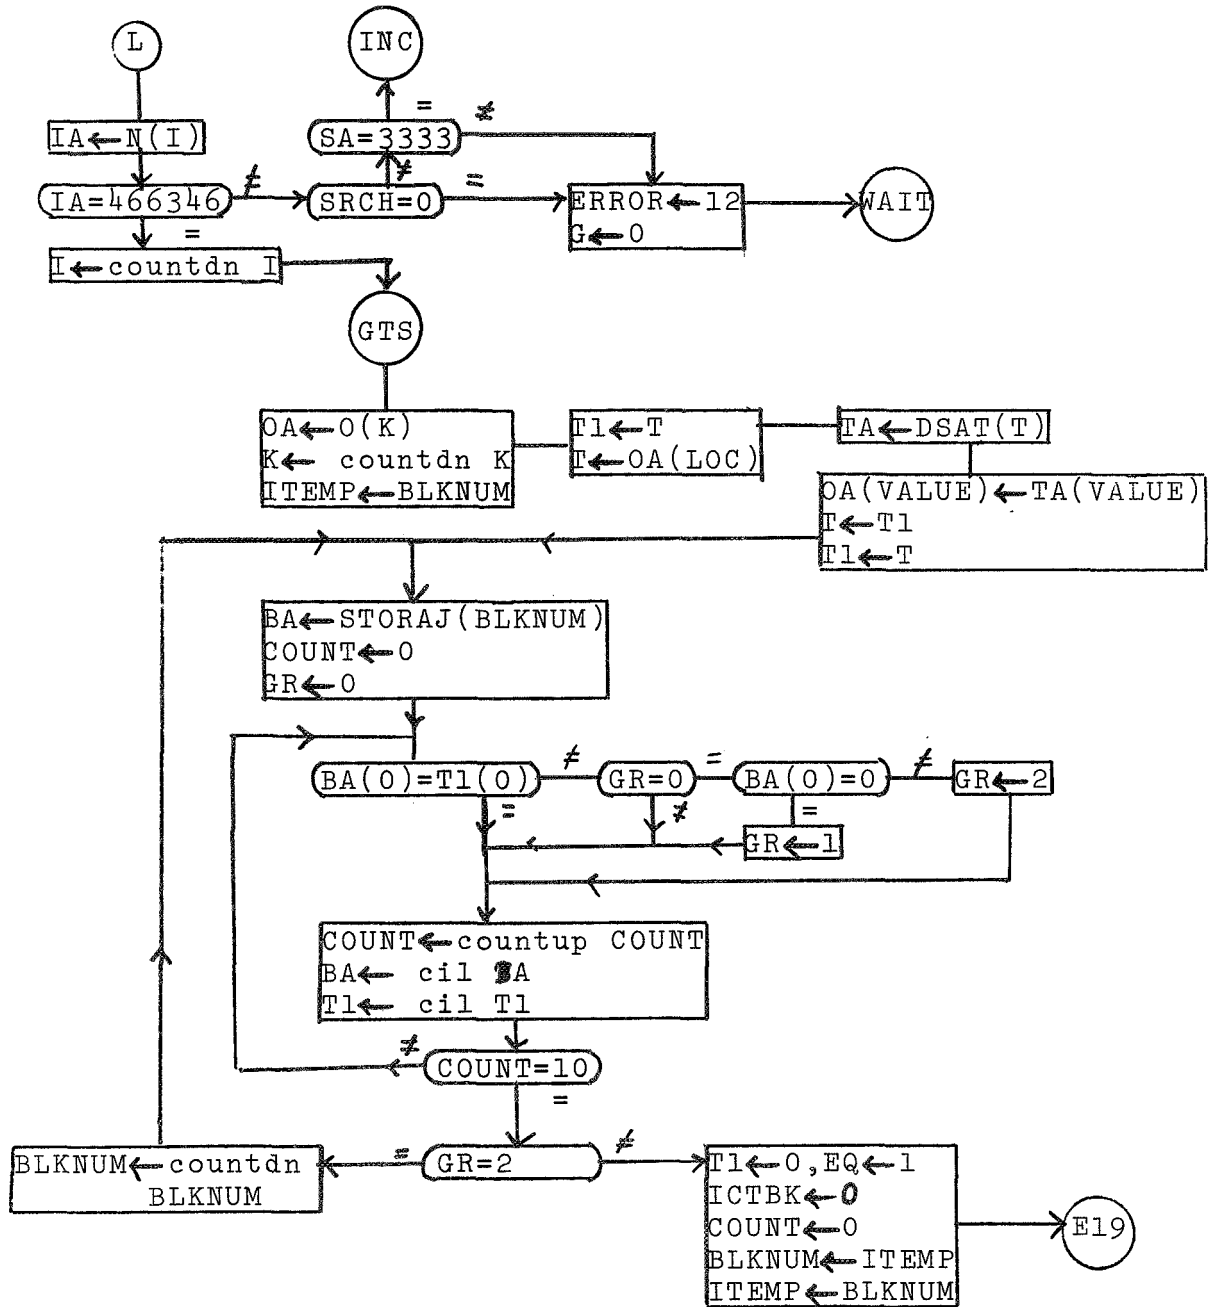 L
INC
IA←N(I)
SA=3333
=
≠
IA=466346
≠
SRCH=0
≠
=
ERROR←12
G←0
WAIT
=
I←countdn I
GTS
OA←O(K)
K← countdn K
ITEMP←BLKNUM
T1←T
T←OA(LOC)
TA←DSAT(T)
OA(VALUE)←TA(VALUE)
T←T1
T1←T
BA←STORAJ(BLKNUM)
COUNT←0
GR←0
BA(0)=T1(0)
≠
GR=0
=
BA(0)=0
≠
GR←2
=
≠
=
GR←1
COUNT←countup COUNT
BA← cil BA
T1← cil T1
≠
COUNT=10
=
BLKNUM←countdn
BLKNUM
=
GR=2
≠
T1←0,EQ←1
ICTBK←0
COUNT←0
BLKNUM←ITEMP
ITEMP←BLKNUM
E19